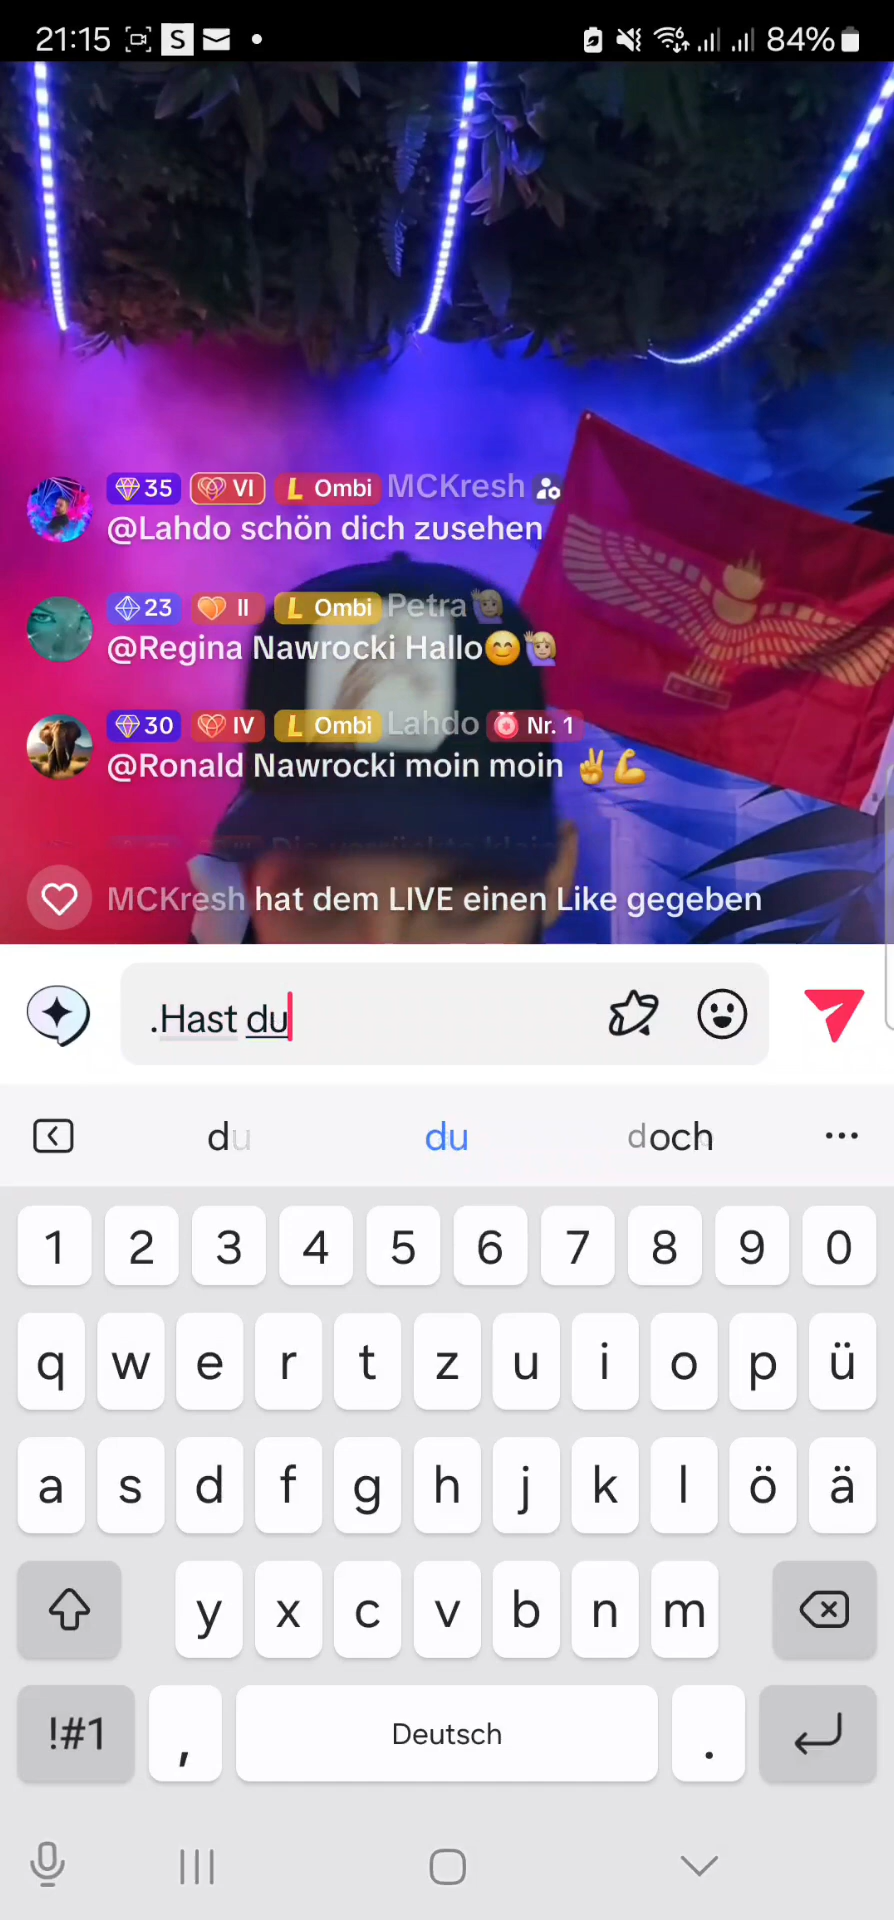 21:15 S 84%
35 VI L Ombi MCKresh
@Lahdo schön dich zusehen
23 II L Ombi Petra🙋🏼‍♀️
@Regina Nawrocki Hallo😊🙋🏼‍♀️
30 IV L Ombi Lahdo Nr. 1
@Ronald Nawrocki moin moin ✌️💪
MCKresh hat dem LIVE einen Like gegeben
.Hast du
du du doch
1 2 3 4 5 6 7 8 9 0
q w e r t z u i o p ü
a s d f g h j k l ö ä
y x c v b n m
!#1 , Deutsch .